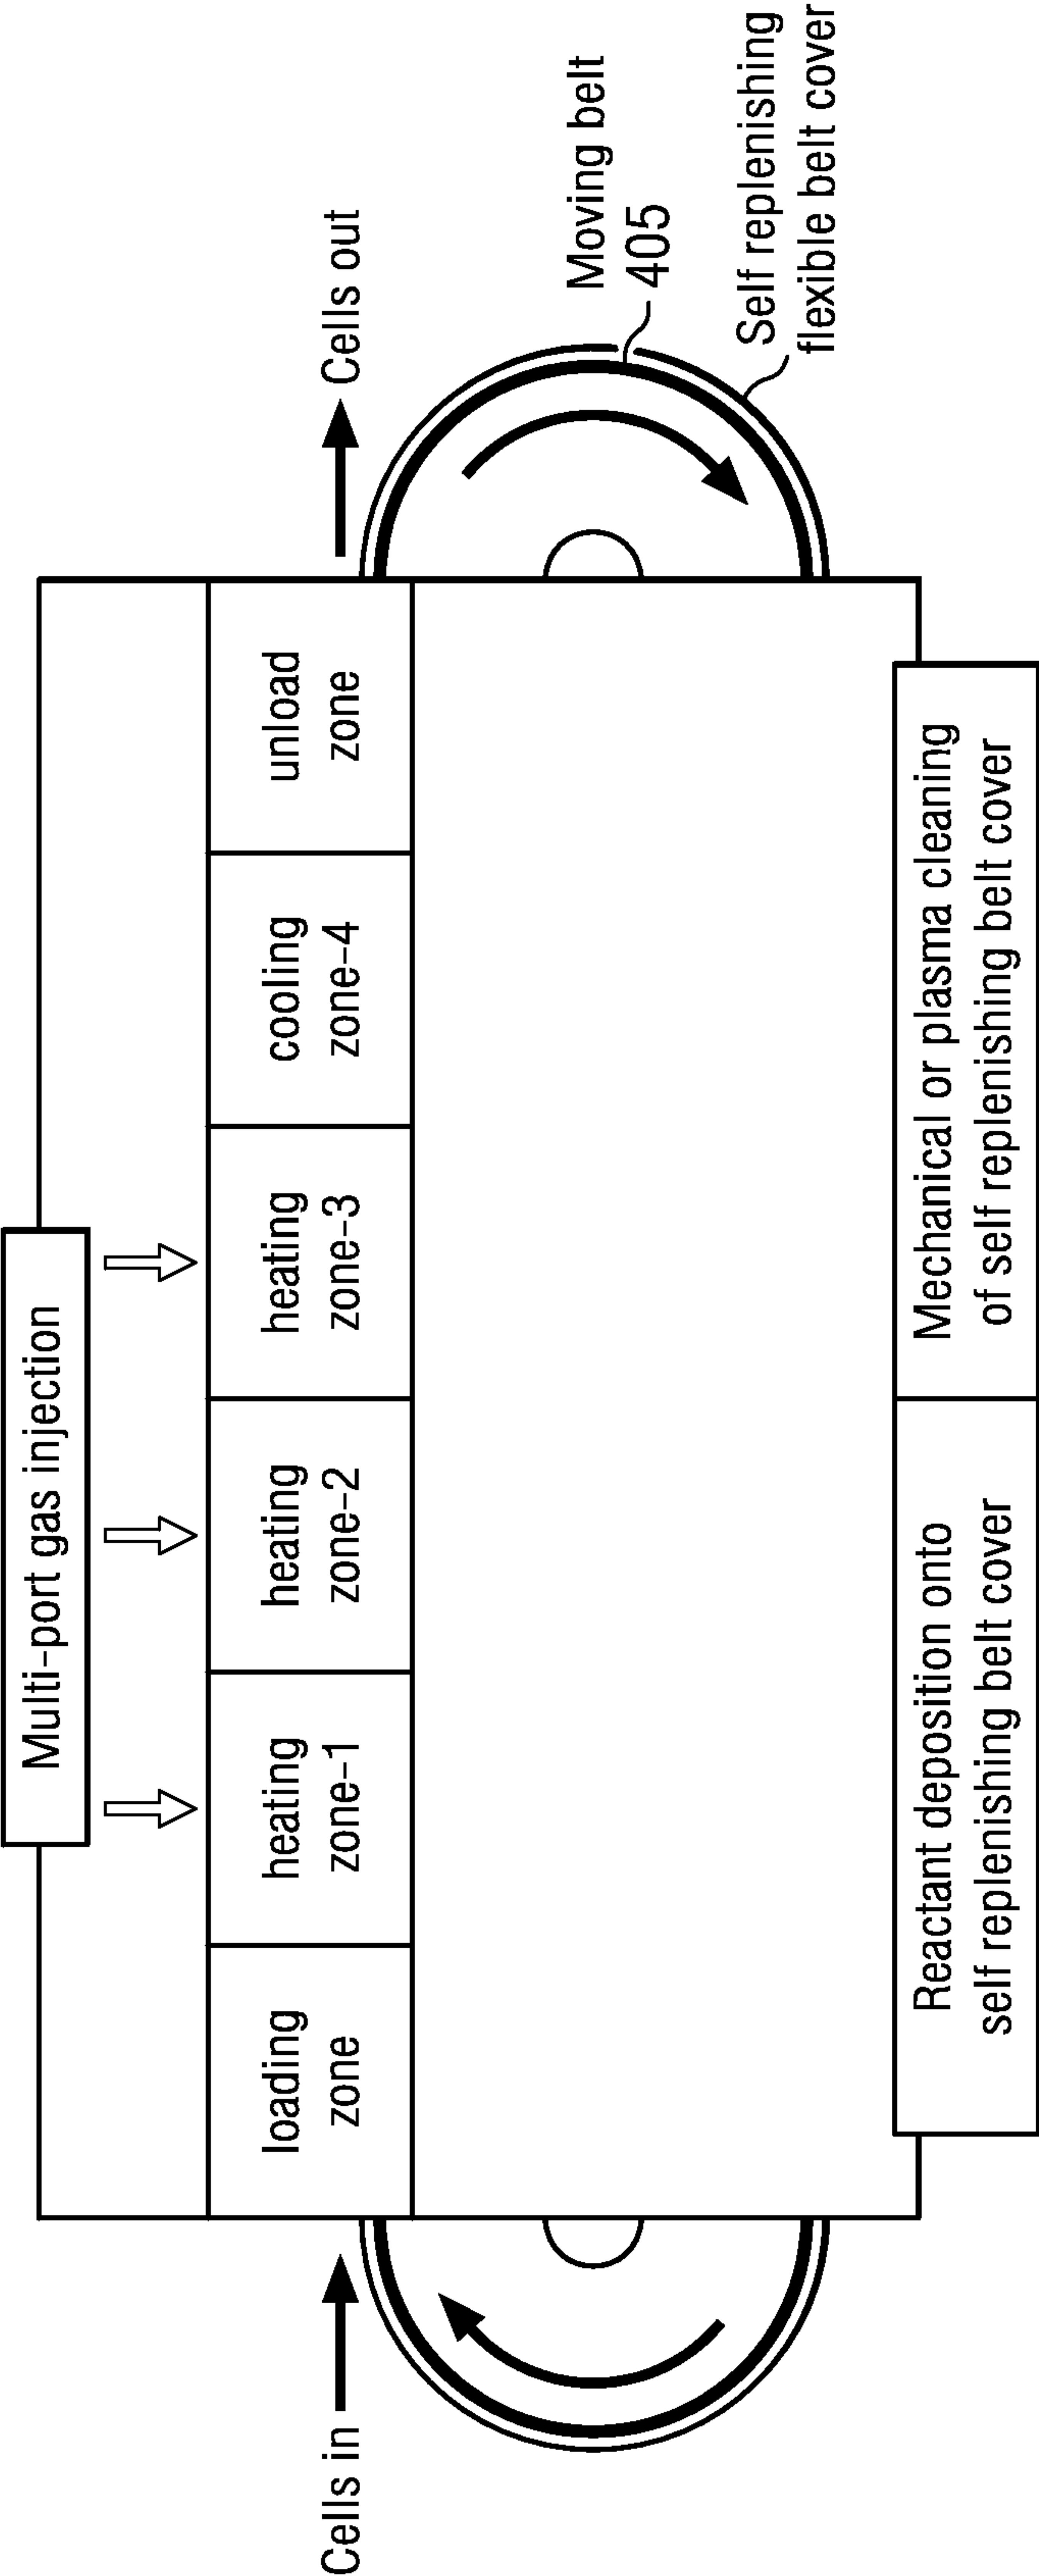 Multi-port gas injection
Cells in
Cells out
loading
zone
heating
zone-1
heating
zone-2
heating
zone-3
cooling
zone-4
unload
zone
Moving belt
405
Self replenishing
flexible belt cover
Reactant deposition onto
self replenishing belt cover
Mechanical or plasma cleaning
of self replenishing belt cover